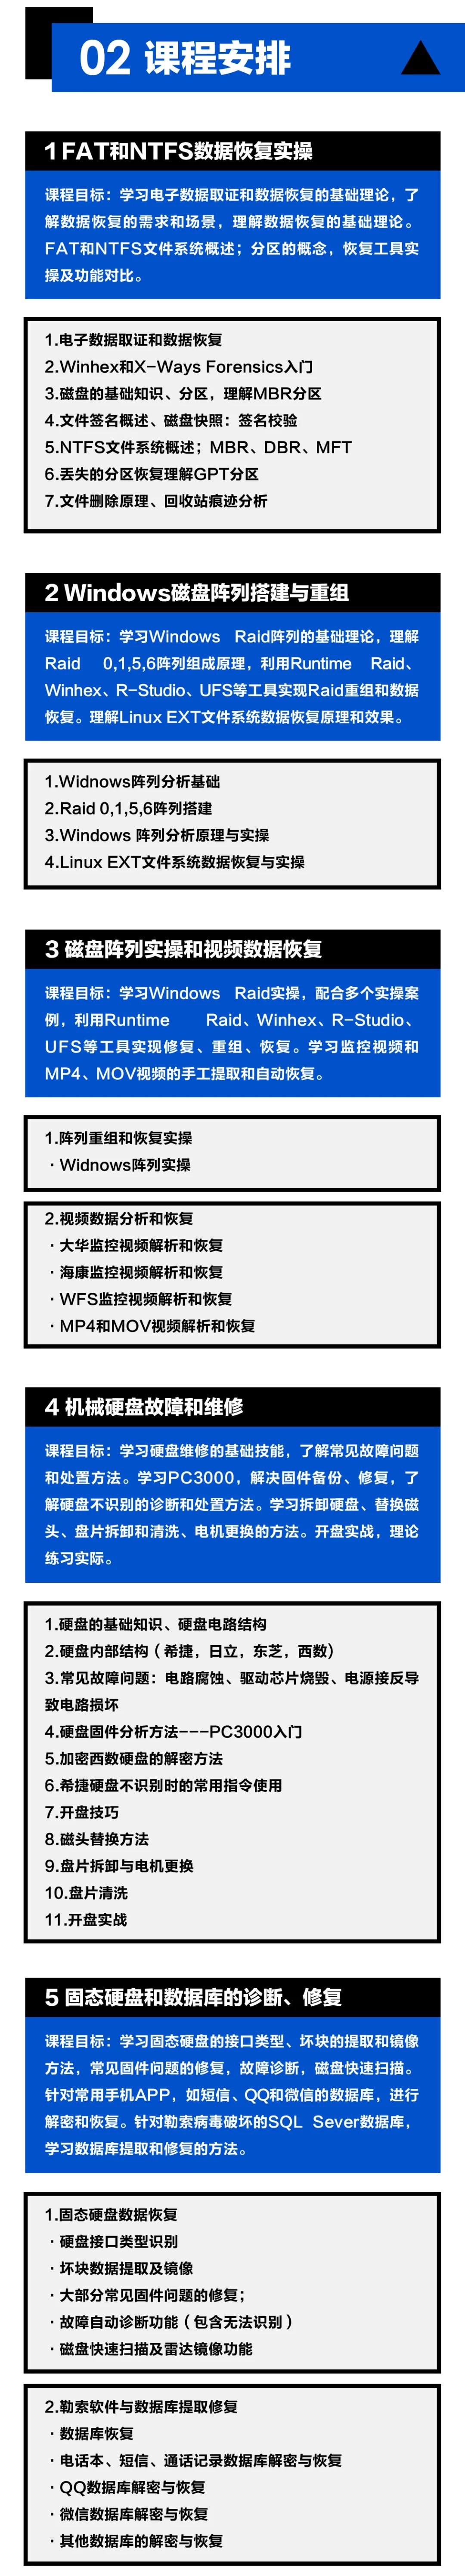 02 课程安排
1 FAT和NTFS数据恢复实操
课程目标：学习电子数据取证和数据恢复的基础理论，了
解数据恢复的需求和场景，理解数据恢复的基础理论。
FAT和NTFS文件系统概述；分区的概念，恢复工具实
操及功能对比。
1.电子数据取证和数据恢复
2.Winhex和X-Ways Forensics入门
3.磁盘的基础知识、分区，理解MBR分区
4.文件签名概述、磁盘快照：签名校验
5.NTFS文件系统概述；MBR、DBR、MFT
6.丢失的分区恢复理解GPT分区
7.文件删除原理、回收站痕迹分析
2 Windows磁盘阵列搭建与重组
课程目标：学习Windows Raid阵列的基础理论，理解
Raid 0,1,5,6阵列组成原理，利用Runtime Raid、
Winhex、R-Studio、UFS等工具实现Raid重组和数据
恢复。理解Linux EXT文件系统数据恢复原理和效果。
1.Widnows阵列分析基础
2.Raid 0,1,5,6阵列搭建
3.Windows 阵列分析原理与实操
4.Linux EXT文件系统数据恢复与实操
3 磁盘阵列实操和视频数据恢复
课程目标：学习Windows Raid实操，配合多个实操案
例，利用Runtime Raid、Winhex、R-Studio、
UFS等工具实现修复、重组、恢复。学习监控视频和
MP4、MOV视频的手工提取和自动恢复。
1.阵列重组和恢复实操
·Widnows阵列实操
2.视频数据分析和恢复
·大华监控视频解析和恢复
·海康监控视频解析和恢复
·WFS监控视频解析和恢复
·MP4和MOV视频解析和恢复
4 机械硬盘故障和维修
课程目标：学习硬盘维修的基础技能，了解常见故障问题
和处置方法。学习PC3000，解决固件备份、修复，了
解硬盘不识别的诊断和处置方法。学习拆卸硬盘、替换磁
头、盘片拆卸和清洗、电机更换的方法。开盘实战，理论
练习实际。
1.硬盘的基础知识、硬盘电路结构
2.硬盘内部结构（希捷，日立，东芝，西数)
3.常见故障问题：电路腐蚀、驱动芯片烧毁、电源接反导
致电路损坏
4.硬盘固件分析方法---PC3000入门
5.加密西数硬盘的解密方法
6.希捷硬盘不识别时的常用指令使用
7.开盘技巧
8.磁头替换方法
9.盘片拆卸与电机更换
10.盘片清洗
11.开盘实战
5 固态硬盘和数据库的诊断、修复
课程目标：学习固态硬盘的接口类型、坏块的提取和镜像
方法，常见固件问题的修复，故障诊断，磁盘快速扫描。
针对常用手机APP，如短信、QQ和微信的数据库，进行
解密和恢复。针对勒索病毒破坏的SQL Sever数据库，
学习数据库提取和修复的方法。
1.固态硬盘数据恢复
·硬盘接口类型识别
·坏块数据提取及镜像
·大部分常见固件问题的修复；
·故障自动诊断功能（包含无法识别）
·磁盘快速扫描及雷达镜像功能
2.勒索软件与数据库提取修复
·数据库恢复
·电话本、短信、通话记录数据库解密与恢复
·QQ数据库解密与恢复
·微信数据库解密与恢复
·其他数据库的解密与恢复